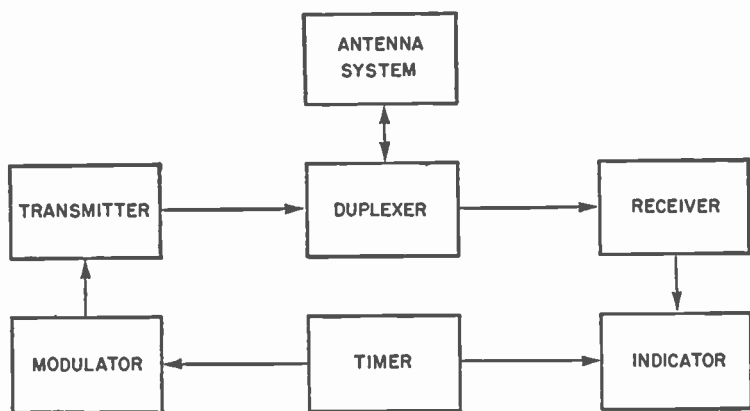 ANTENNA
SYSTEM
TRANSMITTER
DUPLEXER
RECEIVER
MODULATOR
TIMER
INDICATOR